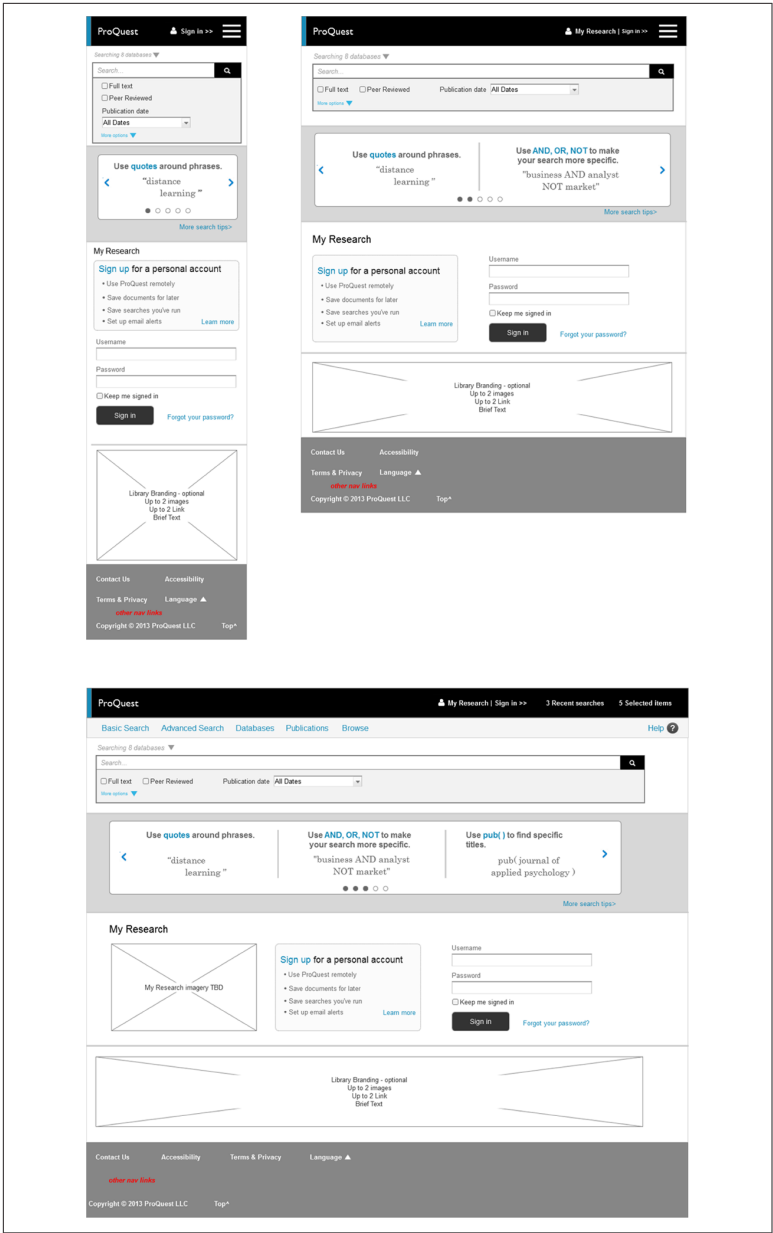 ProQuest
Sign in >>
Searching 8 databases
Search...
Full text
Peer Reviewed
Publication date
All Dates
More options
Use quotes around phrases.
"distance
learning "
More search tips>
My Research
Sign up for a personal account
• Use ProQuest remotely
• Save documents for later
• Save searches you've run
• Set up email alerts Learn more
Username
Password
Keep me signed in
Sign in Forgot your password?
Library Branding - optional
Up to 2 images
Up to 2 Link
Brief Text
Contact Us Accessibility
Terms & Privacy Language
other nav links
Copyright © 2013 ProQuest LLC Top^
ProQuest
My Research | Sign in >>
Searching 8 databases
Search...
Full text Peer Reviewed Publication date All Dates
More options
Use quotes around phrases.
"distance
learning "
Use AND, OR, NOT to make
your search more specific.
"business AND analyst
NOT market"
More search tips>
My Research
Sign up for a personal account
• Use ProQuest remotely
• Save documents for later
• Save searches you've run
• Set up email alerts Learn more
Username
Password
Keep me signed in
Sign in Forgot your password?
Library Branding - optional
Up to 2 images
Up to 2 Link
Brief Text
Contact Us Accessibility
Terms & Privacy Language
other nav links
Copyright © 2013 ProQuest LLC Top^
ProQuest
My Research | Sign in >> 3 Recent searches 5 Selected items
Basic Search Advanced Search Databases Publications Browse Help ?
Searching 8 databases
Search...
Full text Peer Reviewed Publication date All Dates
More options
Use quotes around phrases.
"distance
learning "
Use AND, OR, NOT to make
your search more specific.
"business AND analyst
NOT market"
Use pub( ) to find specific
titles.
pub( journal of
applied psychology )
More search tips>
My Research
My Research imagery TBD
Sign up for a personal account
• Use ProQuest remotely
• Save documents for later
• Save searches you've run
• Set up email alerts Learn more
Username
Password
Keep me signed in
Sign in Forgot your password?
Library Branding - optional
Up to 2 images
Up to 2 Link
Brief Text
Contact Us Accessibility Terms & Privacy Language
other nav links
Copyright © 2013 ProQuest LLC Top^